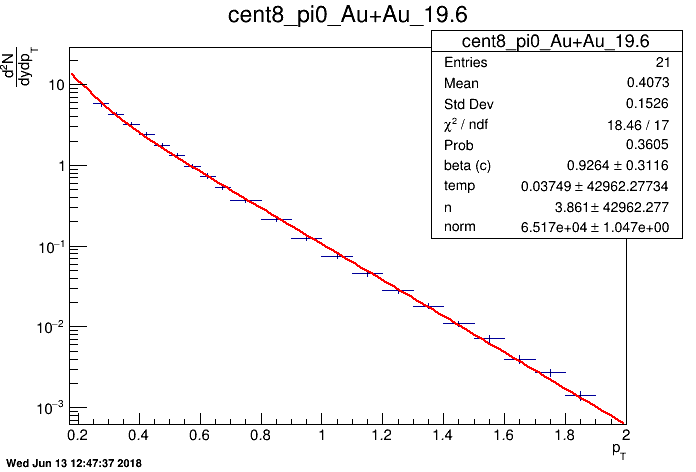 cent8_pi0_Au+Au_19.6
d²N
dydp_T
cent8_pi0_Au+Au_19.6
Entries 21
Mean 0.4073
Std Dev 0.1526
χ² / ndf 18.46 / 17
Prob 0.3605
beta (c) 0.9264 ± 0.3116
temp 0.03749 ± 42962.27734
n 3.861 ± 42962.277
norm 6.517e+04 ± 1.047e+00
10
1
10⁻¹
10⁻²
10⁻³
0.2 0.4 0.6 0.8 1 1.2 1.4 1.6 1.8 2
p_T
Wed Jun 13 12:47:37 2018